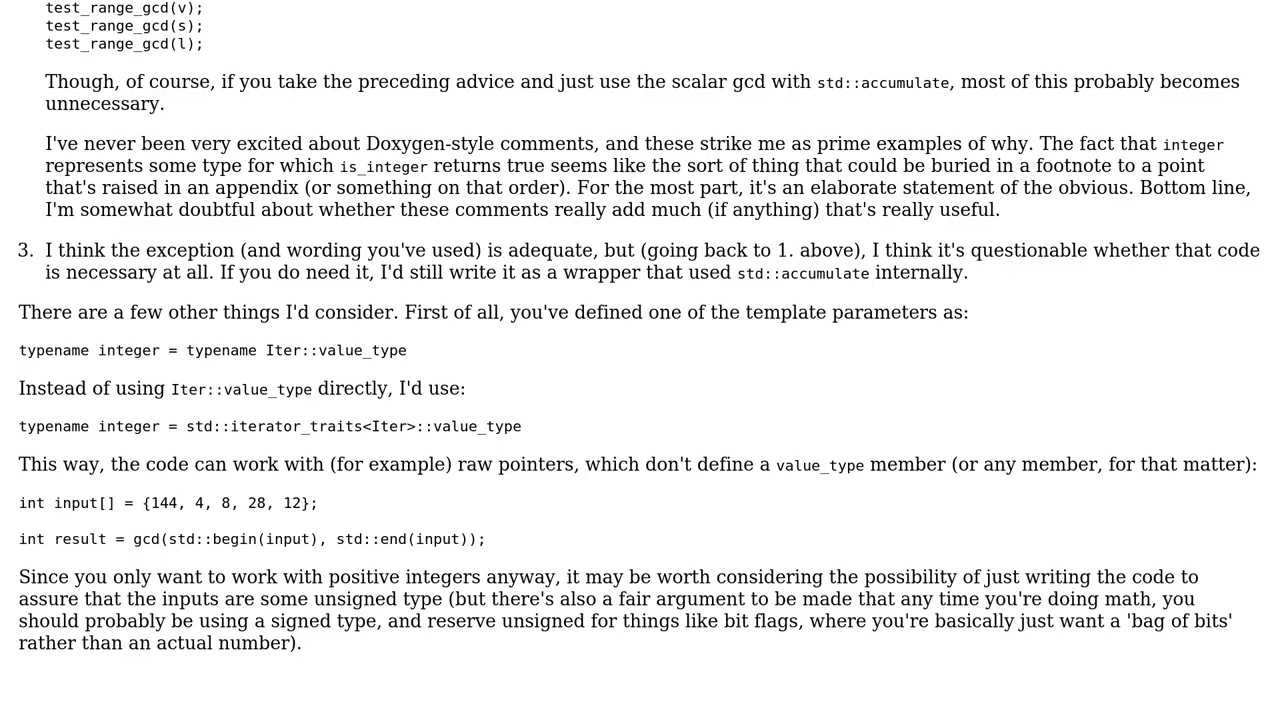 test_range_gcd(v);
test_range_gcd(s);
test_range_gcd(l);
Though, of course, if you take the preceding advice and just use the scalar gcd with std::accumulate, most of this probably becomes
unnecessary.
I've never been very excited about Doxygen-style comments, and these strike me as prime examples of why. The fact that integer
represents some type for which is_integer returns true seems like the sort of thing that could be buried in a footnote to a point
that's raised in an appendix (or something on that order). For the most part, it's an elaborate statement of the obvious. Bottom line,
I'm somewhat doubtful about whether these comments really add much (if anything) that's really useful.
3. I think the exception (and wording you've used) is adequate, but (going back to 1. above), I think it's questionable whether that code
is necessary at all. If you do need it, I'd still write it as a wrapper that used std::accumulate internally.
There are a few other things I'd consider. First of all, you've defined one of the template parameters as:
typename integer = typename Iter::value_type
Instead of using Iter::value_type directly, I'd use:
typename integer = std::iterator_traits<Iter>::value_type
This way, the code can work with (for example) raw pointers, which don't define a value_type member (or any member, for that matter):
int input[] = {144, 4, 8, 28, 12};
int result = gcd(std::begin(input), std::end(input));
Since you only want to work with positive integers anyway, it may be worth considering the possibility of just writing the code to
assure that the inputs are some unsigned type (but there's also a fair argument to be made that any time you're doing math, you
should probably be using a signed type, and reserve unsigned for things like bit flags, where you're basically just want a 'bag of bits'
rather than an actual number).